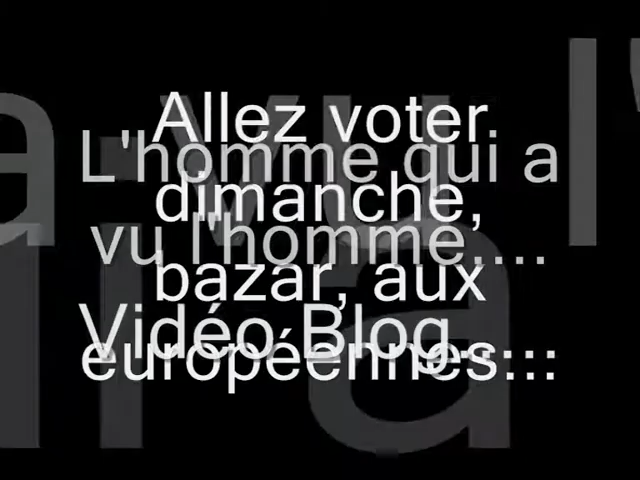 Allez voter
L'homme qui a
dimanche,
vu l'homme....
bazar, aux
Vidéo Blog...
européennes:::